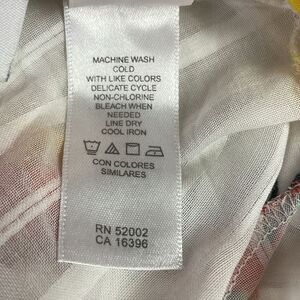 MACHINE WASH
COLD
WITH LIKE COLORS
DELICATE CYCLE
NON-CHLORINE
BLEACH WHEN
NEEDED
LINE DRY
COOL IRON
CON COLORES
SIMILARES
RN 52002
CA 16396